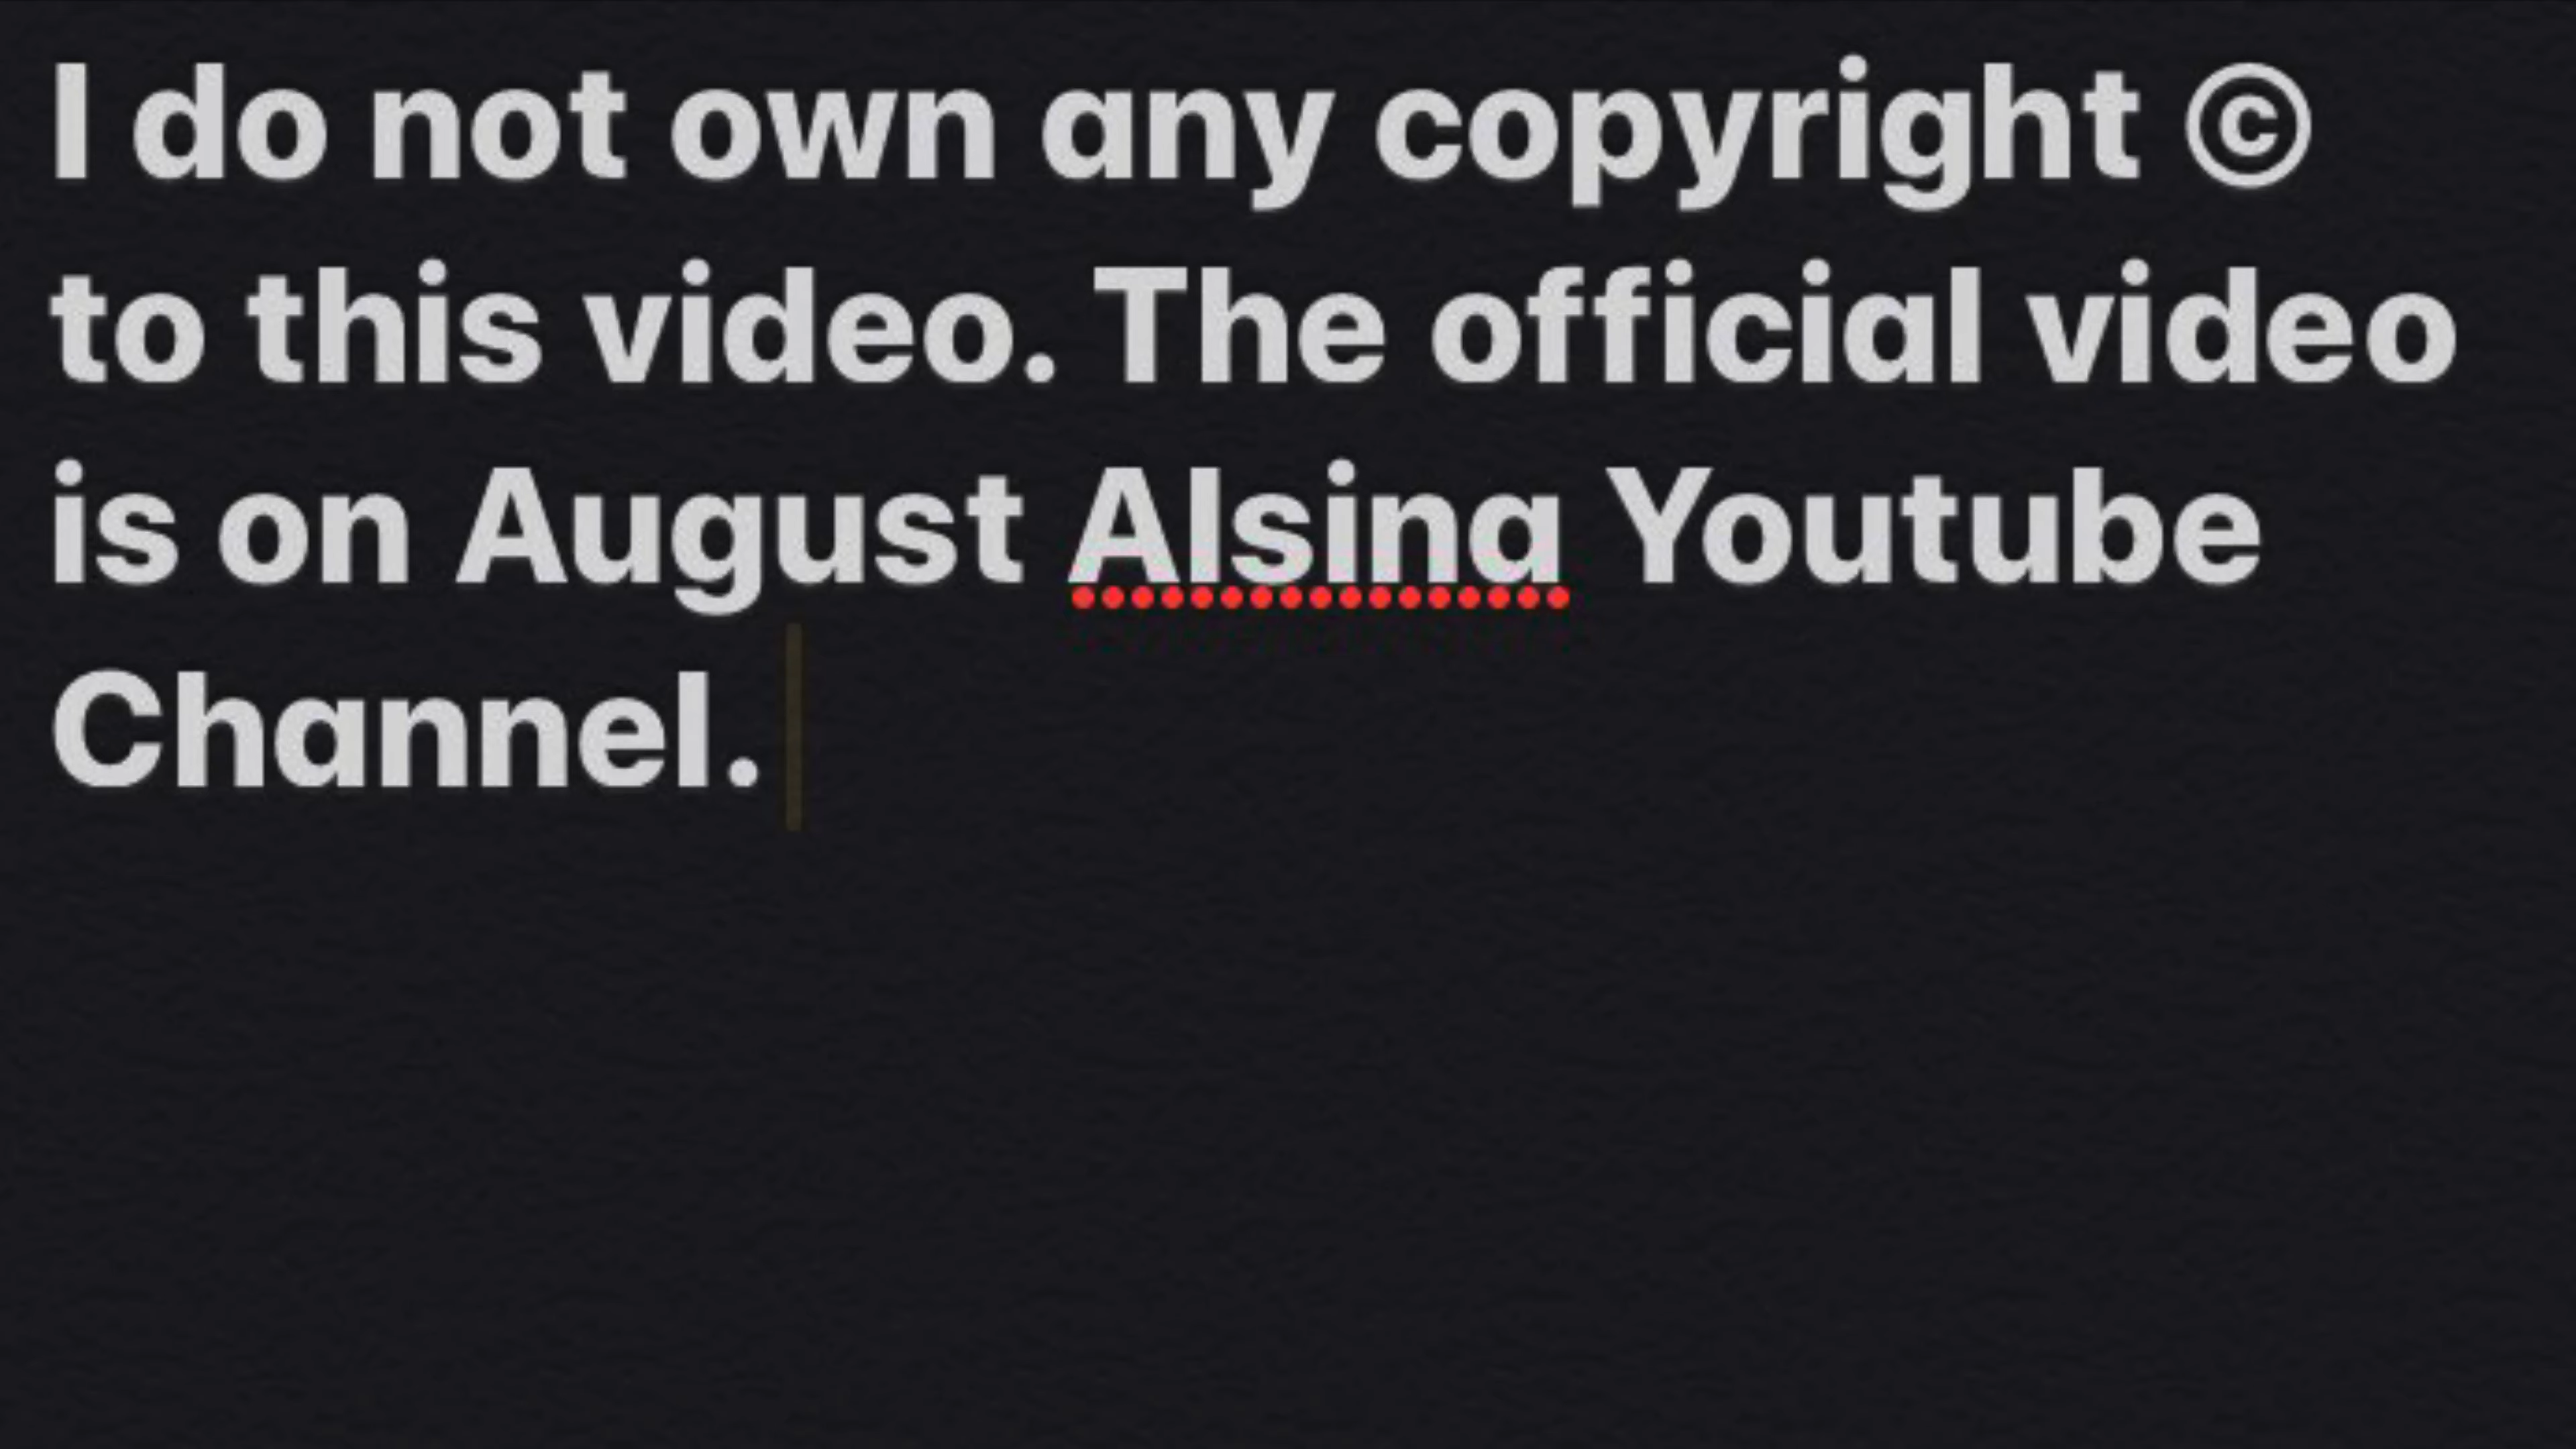 I do not own any copyright ©
to this video. The official video
is on August Alsina Youtube
Channel.